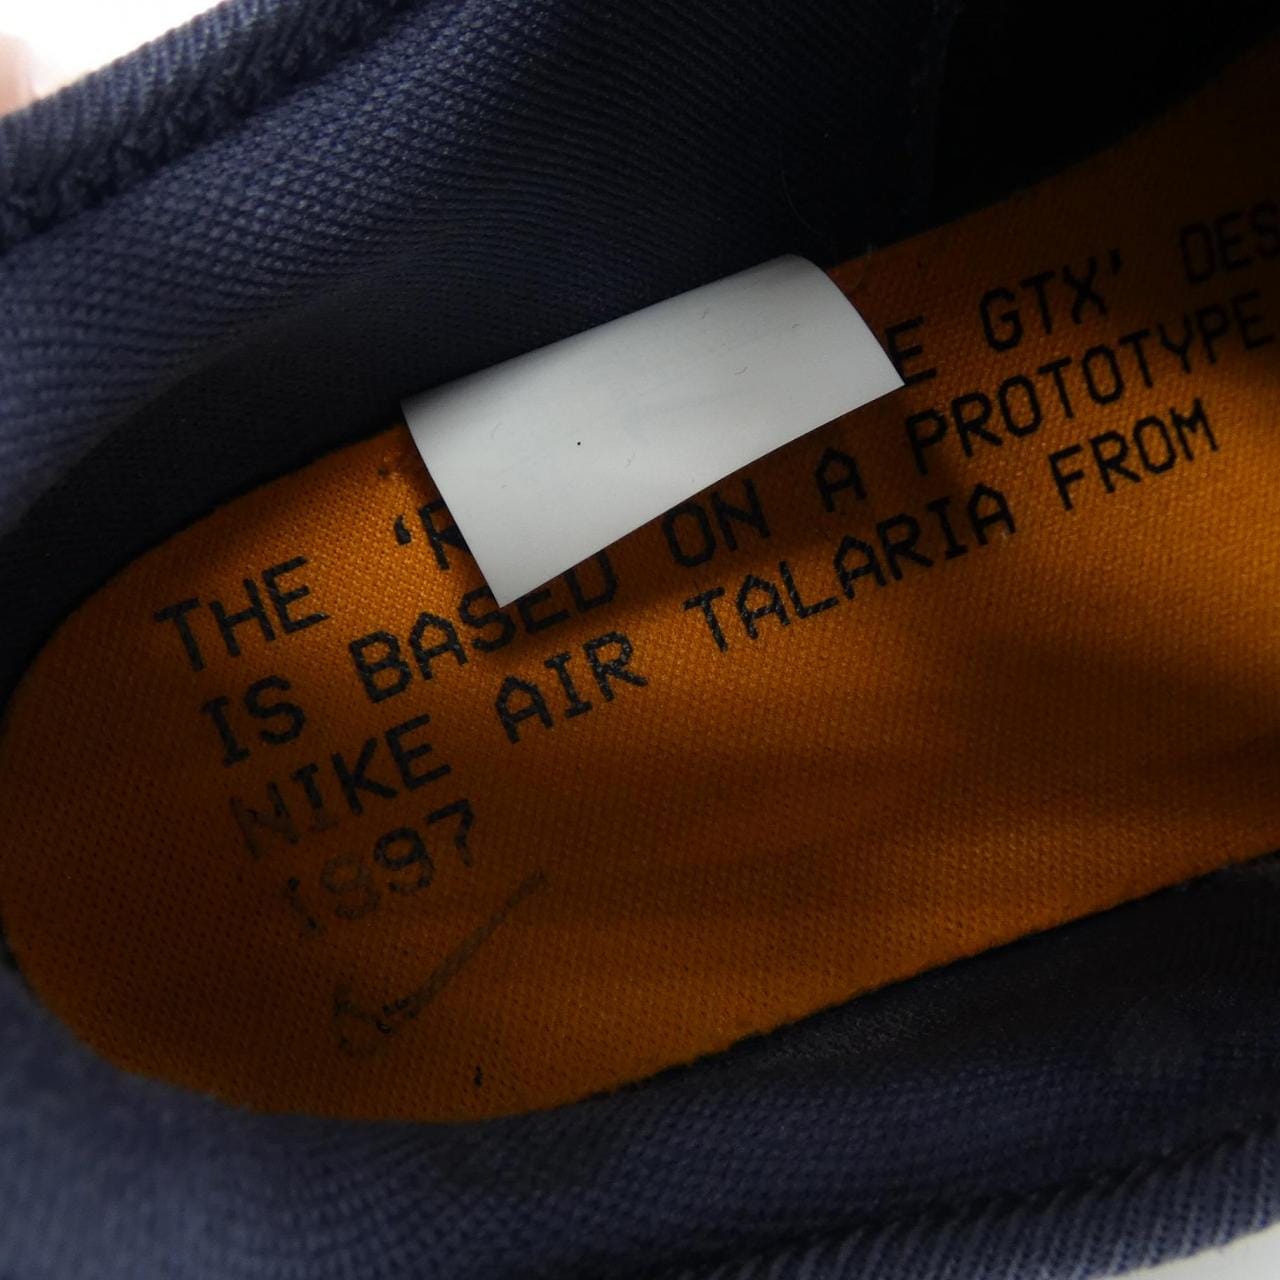 THE E GTX' DES
IS BASED ON A PROTOTYPE
NIKE AIR TALARIA FROM
1997